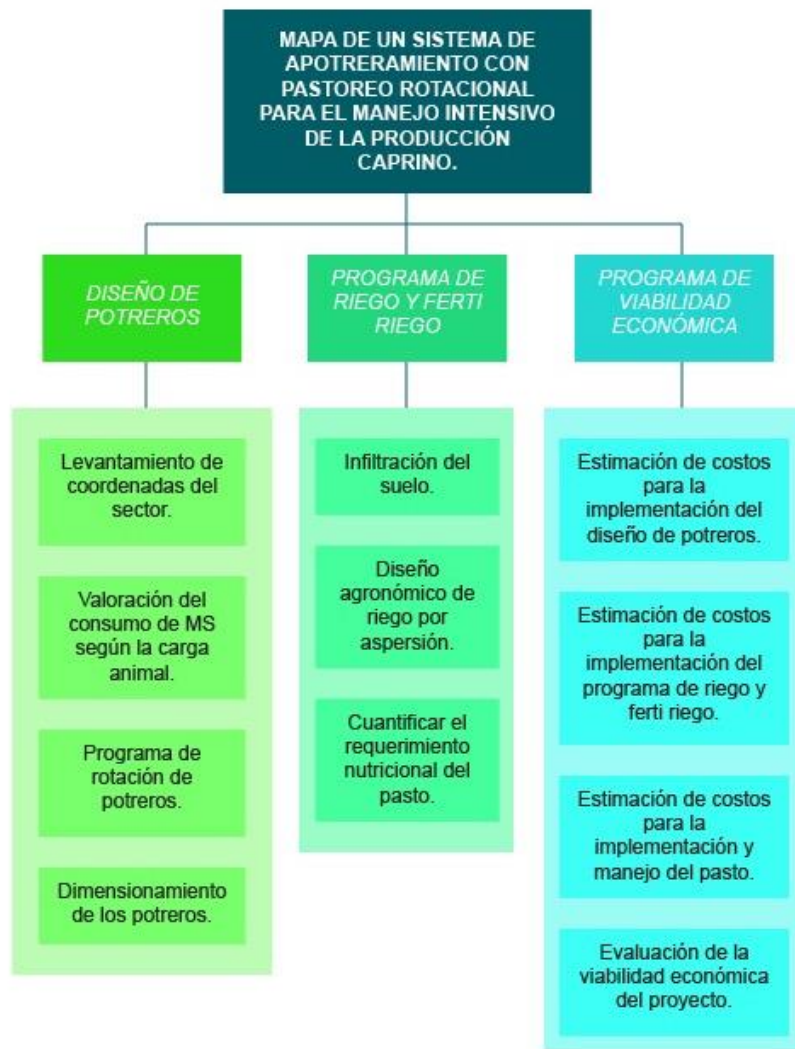 MAPA DE UN SISTEMA DE
APOTRERAMIENTO CON
PASTOREO ROTACIONAL
PARA EL MANEJO INTENSIVO
DE LA PRODUCCIÓN
CAPRINO.
DISEÑO DE
POTREROS
Levantamiento de
coordenadas del
sector.
Valoración del
consumo de MS
según la carga
animal.
Programa de
rotación de
potreros.
Dimensionamiento
de los potreros.
PROGRAMA DE
RIEGO Y FERTI
RIEGO
Infiltración del
suelo.
Diseño
agronómico de
riego por
aspersión.
Cuantificar el
requerimiento
nutricional del
pasto.
PROGRAMA DE
VIABILIDAD
ECONÓMICA
Estimación de costos
para la
implementación del
diseño de potreros.
Estimación de costos
para la
implementación del
programa de riego y
ferti riego.
Estimación de costos
para la
implementación y
manejo del pasto.
Evaluación de la
viabilidad económica
del proyecto.